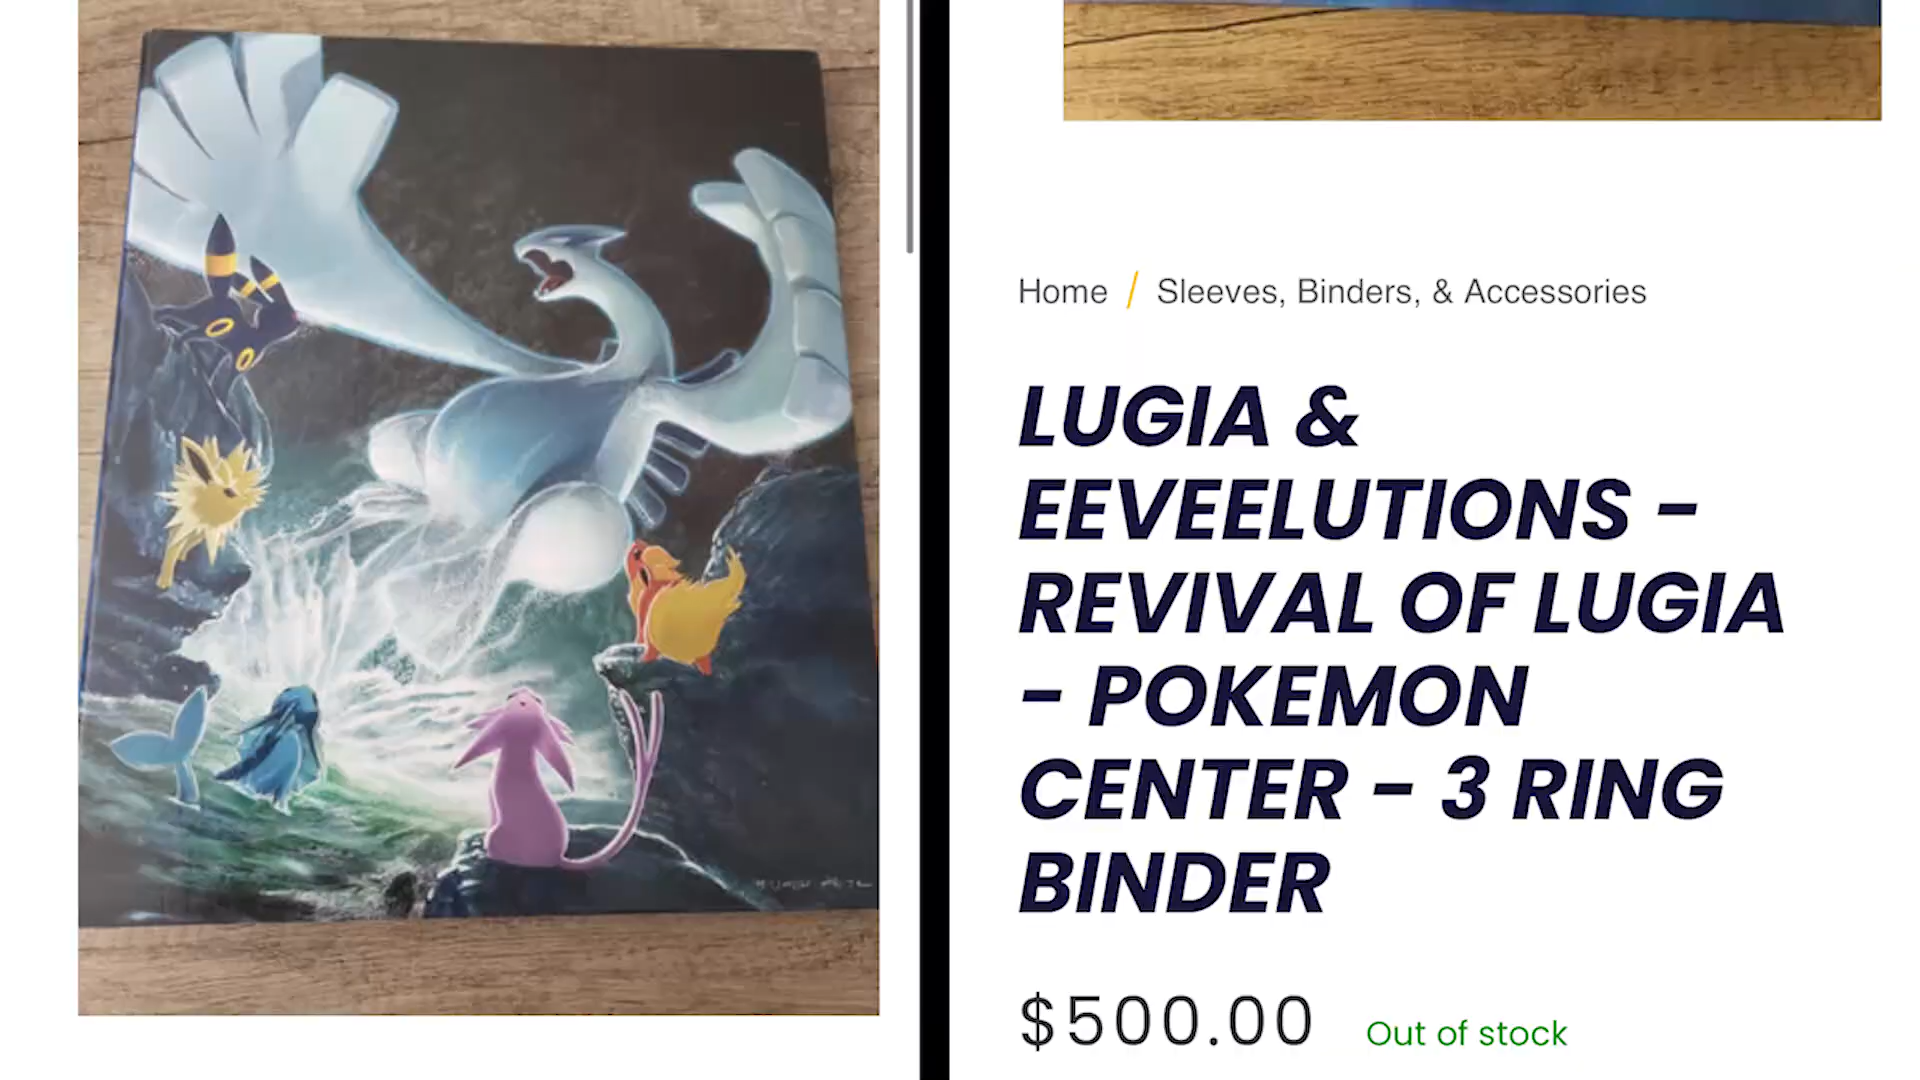 Home / Sleeves, Binders, & Accessories
LUGIA &
EEVEELUTIONS -
REVIVAL OF LUGIA
- POKEMON
CENTER - 3 RING
BINDER
$500.00 Out of stock